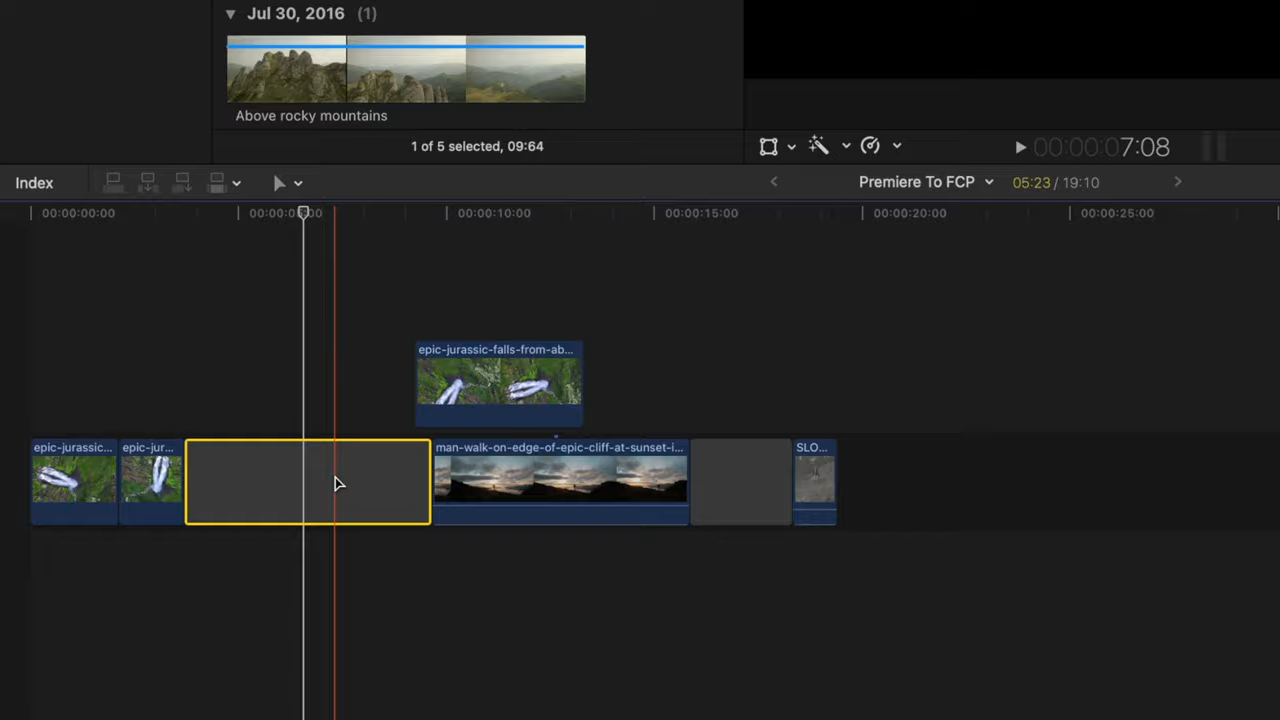 Jul 30, 2016 (1)
Above rocky mountains
1 of 5 selected, 09:64
00:00:00:07:08
Index
Premiere To FCP
05:23 / 19:10
00:00:00:00
00:00:10:00
00:00:15:00
00:00:20:00
00:00:25:00
epic-jurassic-falls-from-ab...
epic-jurassic...
epic-jur...
man-walk-on-edge-of-epic-cliff-at-sunset-i...
SLO...